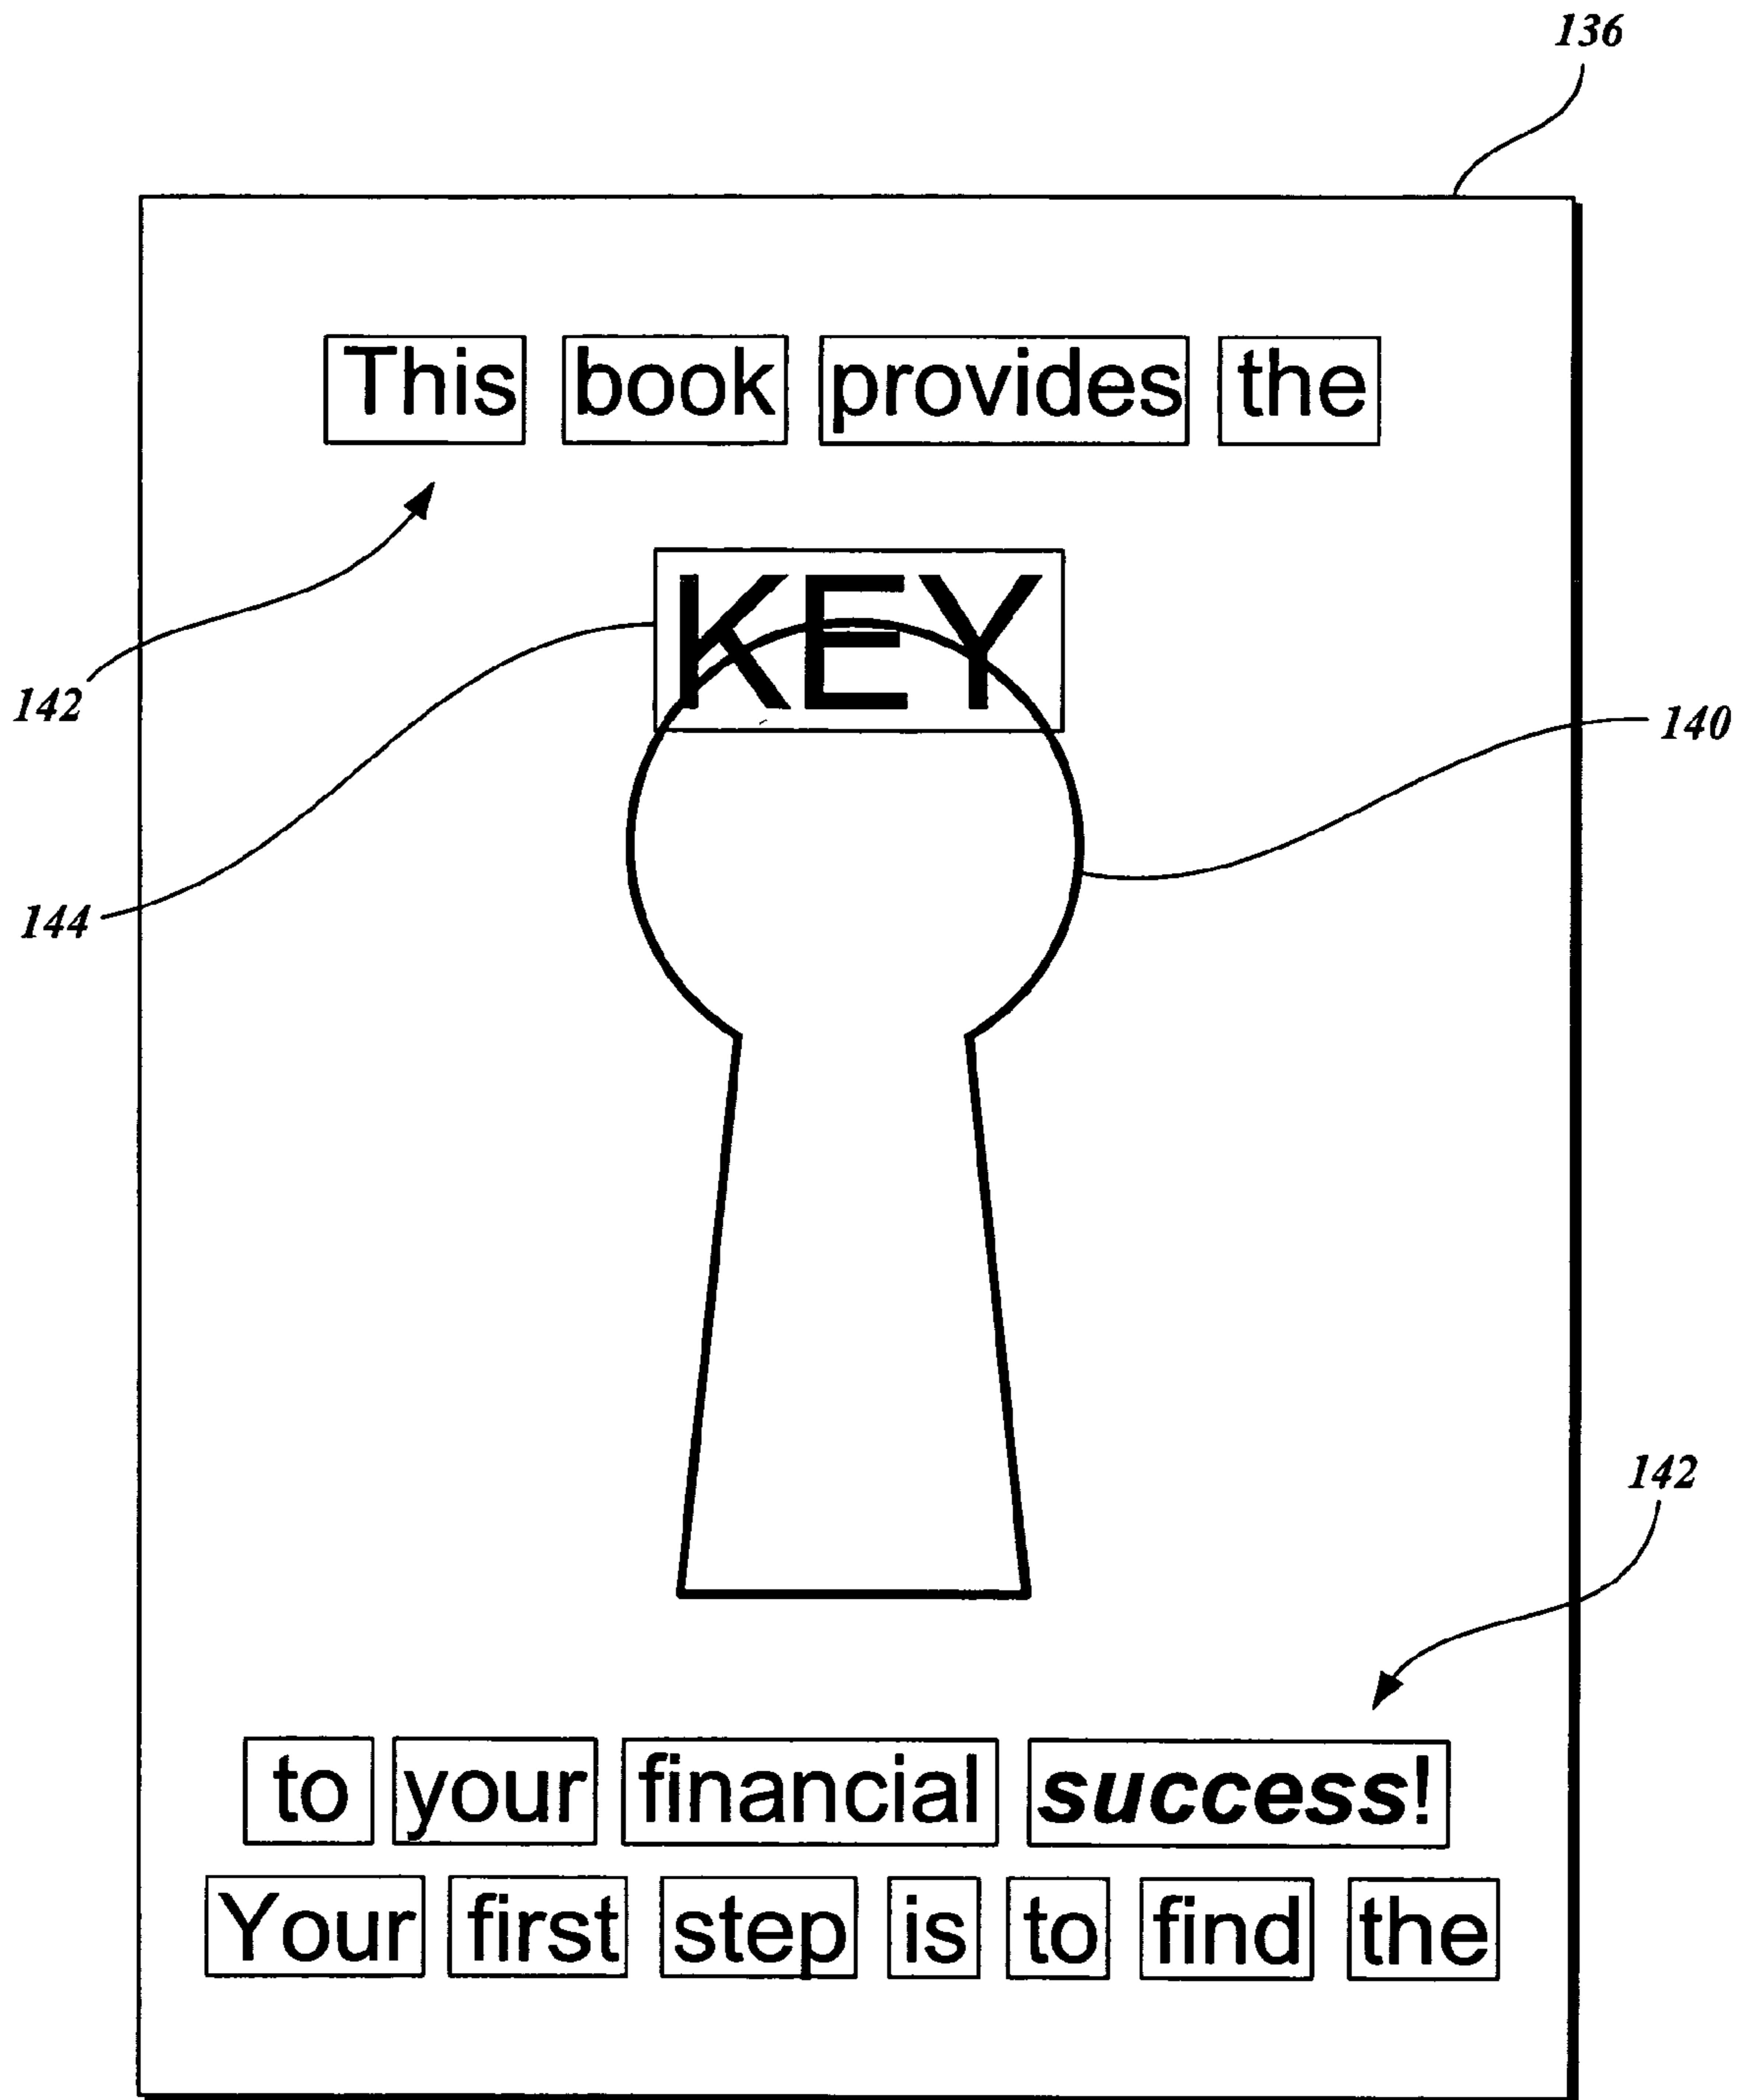 136
This book provides the
KEY
142
140
144
142
to your financial success!
Your first step is to find the